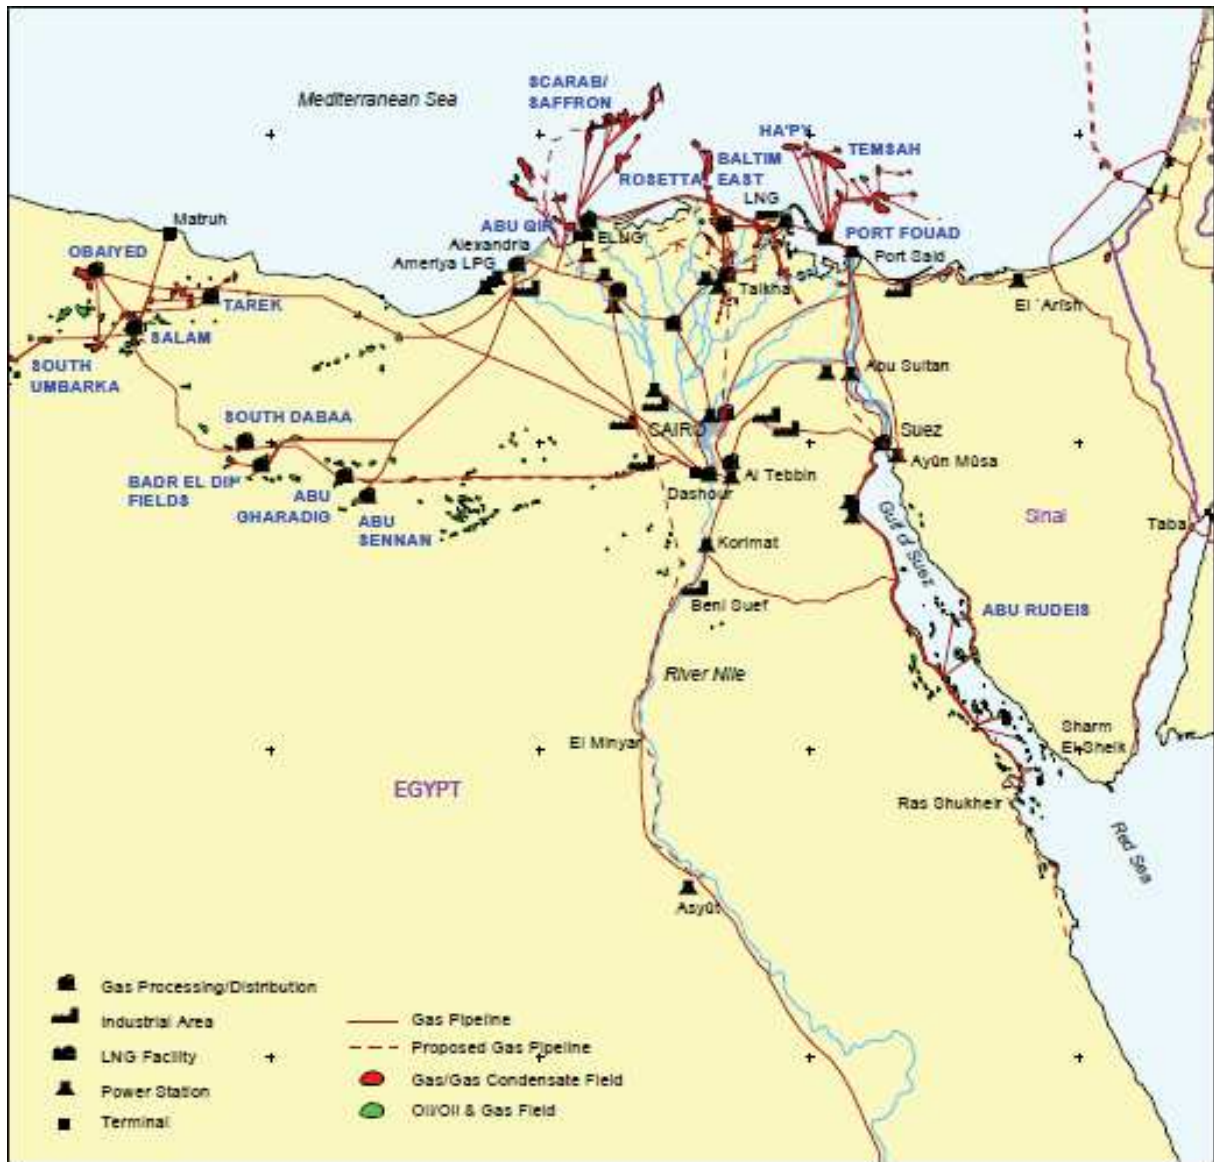 Mediterranean Sea
SCARAB/
SAFFRON
HA'PY
TEMSAH
ROSETTA
BALTIM
EAST
LNG
Matruh
ABU QIR
ELNG
Alexandria
Ameriya LPG
PORT FOUAD
Port Said
OBAIYED
TAREK
Talkha
El 'Arish
SALAM
SOUTH
UMBARKA
Abu Sultan
SOUTH DABAA
CAIRO
Suez
Ayûn Mûsa
BADR EL DIN
FIELDS
ABU
GHARADIG
ABU
SENNAN
Al Tebbin
Dashour
Gulf of Suez
Sinai
Taba
Korimat
Beni Suef
ABU RUDEIS
River Nile
El Minyar
Sharm
El Sheik
EGYPT
Ras Shukheir
Red Sea
Asyût
Gas Processing/Distribution
Industrial Area
LNG Facility
Power Station
Terminal
Gas Pipeline
Proposed Gas Pipeline
Gas/Gas Condensate Field
Oil/Oil & Gas Field